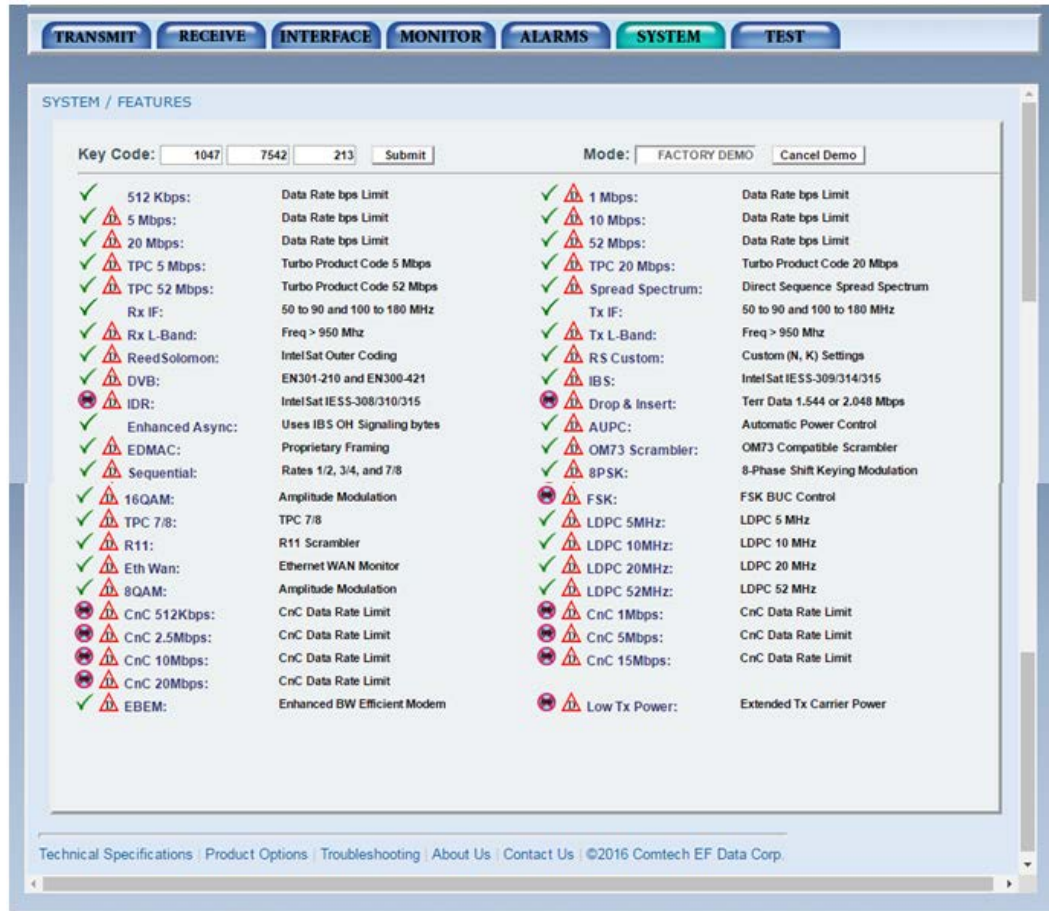 TRANSMIT RECEIVE INTERFACE MONITOR ALARMS SYSTEM TEST
SYSTEM / FEATURES
Key Code: 1047 7542 213 Submit Mode: FACTORY DEMO Cancel Demo
512 Kbps: Data Rate bps Limit 1 Mbps: Data Rate bps Limit
5 Mbps: Data Rate bps Limit 10 Mbps: Data Rate bps Limit
20 Mbps: Data Rate bps Limit 52 Mbps: Data Rate bps Limit
TPC 5 Mbps: Turbo Product Code 5 Mbps TPC 20 Mbps: Turbo Product Code 20 Mbps
TPC 52 Mbps: Turbo Product Code 52 Mbps Spread Spectrum: Direct Sequence Spread Spectrum
Rx IF: 50 to 90 and 100 to 180 MHz Tx IF: 50 to 90 and 100 to 180 MHz
Rx L-Band: Freq > 950 Mhz Tx L-Band: Freq > 950 Mhz
ReedSolomon: IntelSat Outer Coding RS Custom: Custom (N, K) Settings
DVB: EN301-210 and EN300-421 IBS: IntelSat IESS-309/314/315
IDR: IntelSat IESS-308/310/315 Drop & Insert: Terr Data 1.544 or 2.048 Mbps
Enhanced Async: Uses IBS OH Signaling bytes AUPC: Automatic Power Control
EDMAC: Proprietary Framing OM73 Scrambler: OM73 Compatible Scrambler
Sequential: Rates 1/2, 3/4, and 7/8 8PSK: 8-Phase Shift Keying Modulation
16QAM: Amplitude Modulation FSK: FSK BUC Control
TPC 7/8: TPC 7/8 LDPC 5MHz: LDPC 5 MHz
R11: R11 Scrambler LDPC 10MHz: LDPC 10 MHz
Eth Wan: Ethernet WAN Monitor LDPC 20MHz: LDPC 20 MHz
8QAM: Amplitude Modulation LDPC 52MHz: LDPC 52 MHz
CnC 512Kbps: CnC Data Rate Limit CnC 1Mbps: CnC Data Rate Limit
CnC 2.5Mbps: CnC Data Rate Limit CnC 5Mbps: CnC Data Rate Limit
CnC 10Mbps: CnC Data Rate Limit CnC 15Mbps: CnC Data Rate Limit
CnC 20Mbps: CnC Data Rate Limit
EBEM: Enhanced BW Efficient Modem Low Tx Power: Extended Tx Carrier Power
Technical Specifications | Product Options | Troubleshooting | About Us | Contact Us | ©2016 Comtech EF Data Corp.